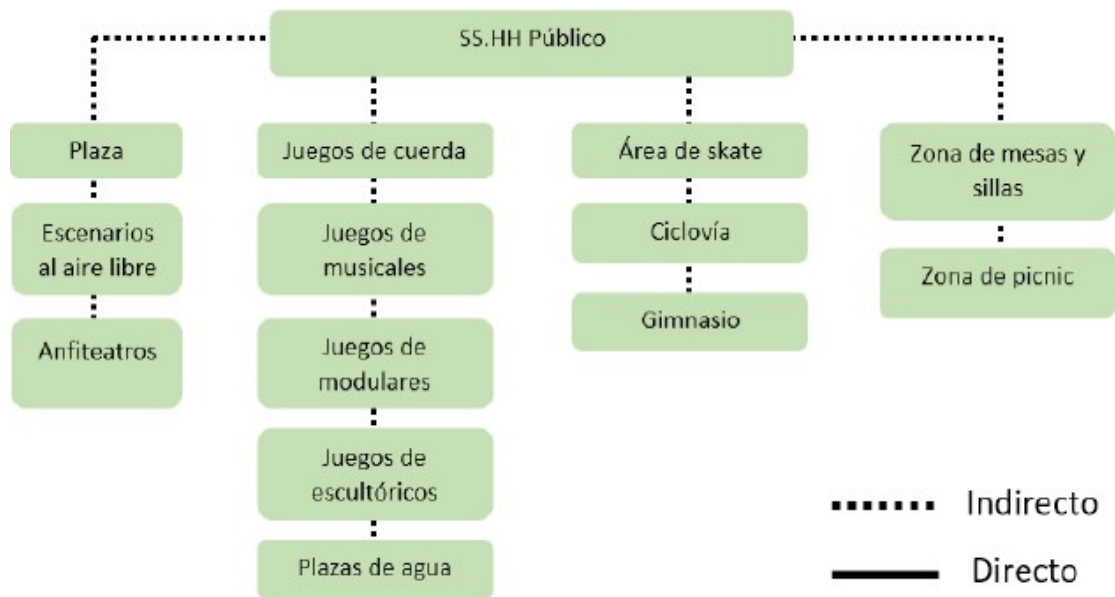 SS.HH Público
Plaza
Escenarios
al aire libre
Anfiteatros
Juegos de cuerda
Juegos de
musicales
Juegos de
modulares
Juegos de
escultóricos
Plazas de agua
Área de skate
Ciclovía
Gimnasio
Zona de mesas y
sillas
Zona de picnic
Indirecto
Directo